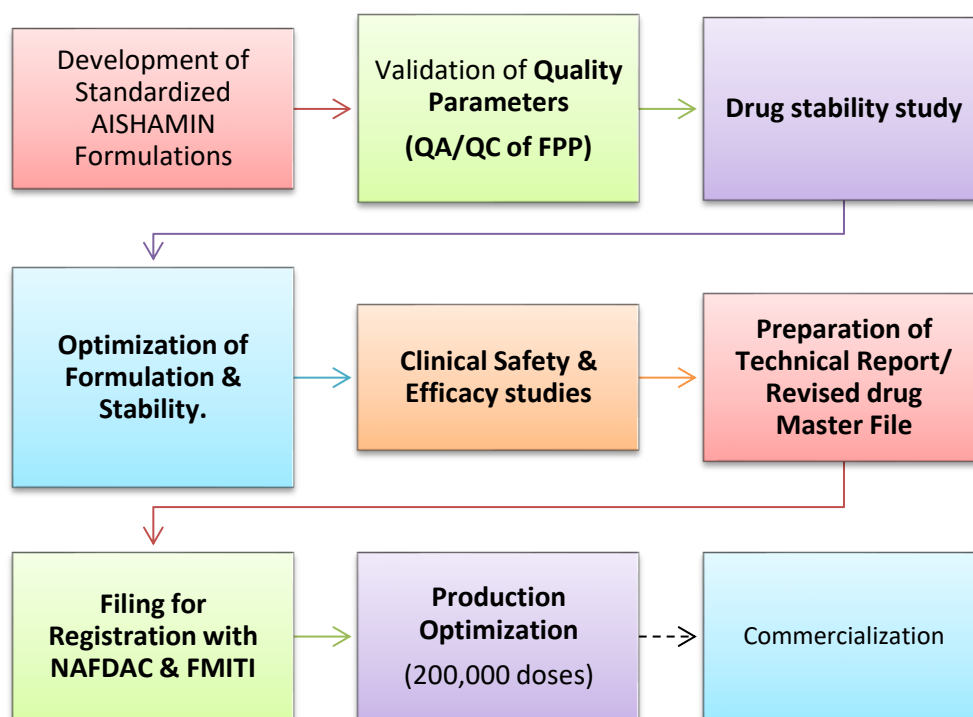 Development of
Standardized
AISHAMIN
Formulations
Validation of Quality
Parameters
(QA/QC of FPP)
Drug stability study
Optimization of
Formulation &
Stability.
Clinical Safety &
Efficacy studies
Preparation of
Technical Report/
Revised drug
Master File
Filing for
Registration with
NAFDAC & FMITI
Production
Optimization
(200,000 doses)
Commercialization